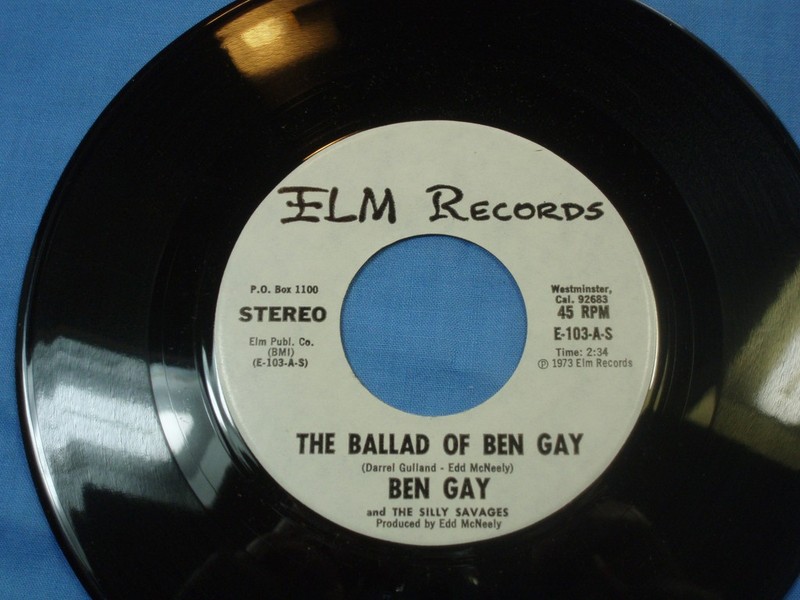 ELM RECORDS
P.O. Box 1100
STEREO
Elm Publ. Co.
(BMI)
(E-103-A-S)
Westminster,
Cal. 92683
45 RPM
E-103-A-S
Time: 2:34
℗ 1973 Elm Records
THE BALLAD OF BEN GAY
(Darrel Gulland - Edd McNeely)
BEN GAY
and THE SILLY SAVAGES
Produced by Edd McNeely